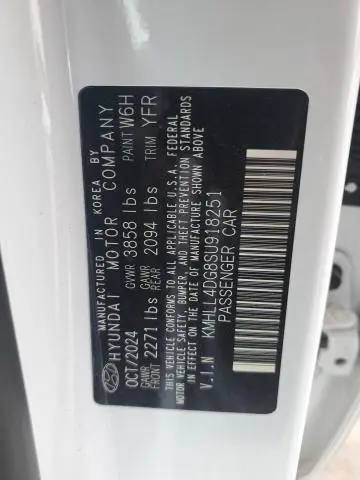 MANUFACTURED IN KOREA BY
HYUNDAI MOTOR COMPANY
OCT/2024 GVWR 3858 lbs PAINT W6H
GAWR FRONT 2271 lbs GAWR REAR 2094 lbs TRIM YFR
THIS VEHICLE CONFORMS TO ALL APPLICABLE U.S.A. FEDERAL
MOTOR VEHICLE SAFETY, BUMPER, AND THEFT PREVENTION
STANDARDS IN EFFECT ON THE DATE OF MANUFACTURE SHOWN ABOVE
V.I.N KMHLL4DG8SU918251
PASSENGER CAR